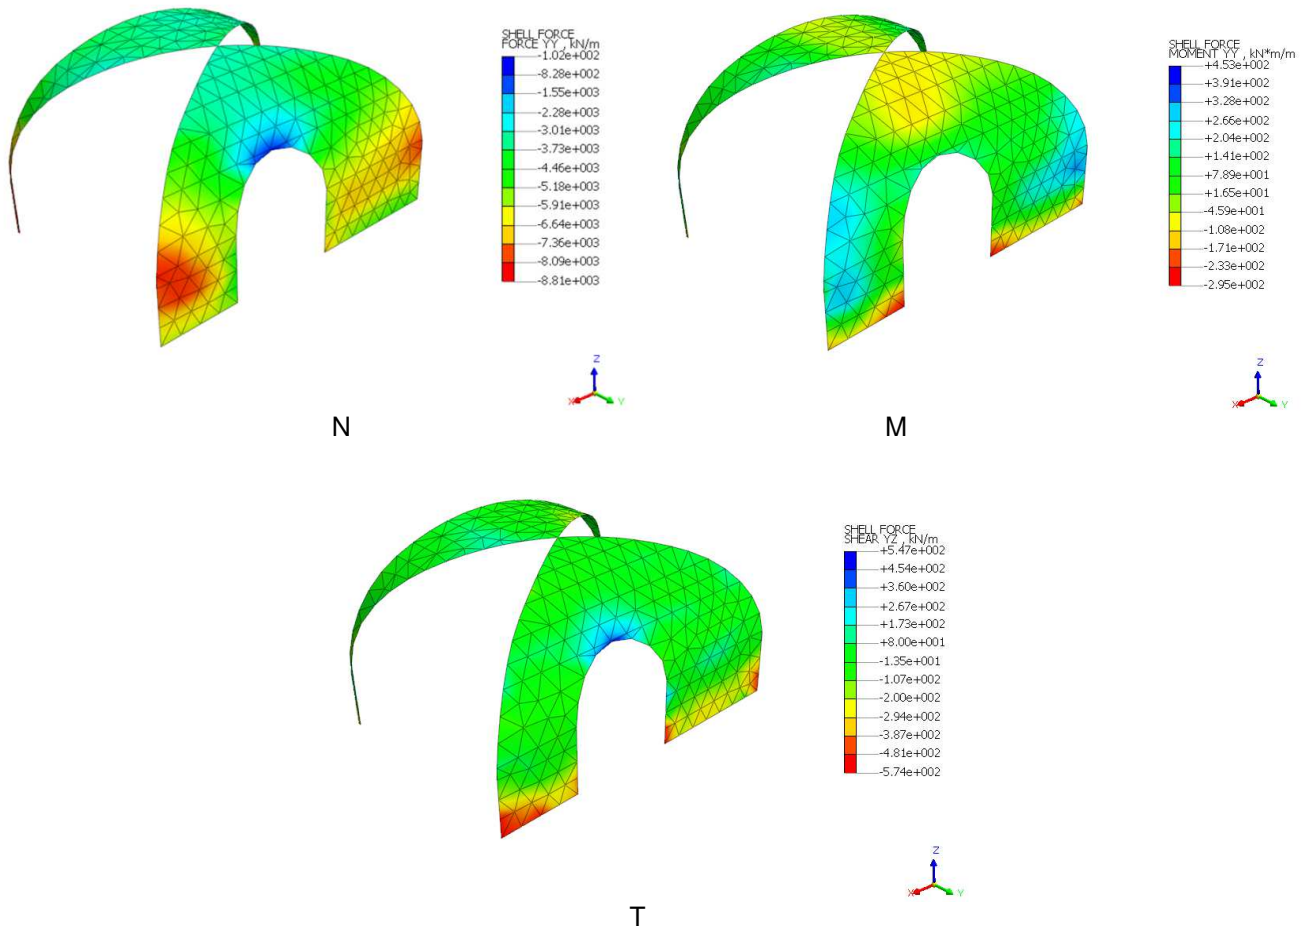 SHELL FORCE
FORCE YY , kN/m
-1.02e+002
-8.28e+002
-1.55e+003
-2.28e+003
-3.01e+003
-3.73e+003
-4.46e+003
-5.18e+003
-5.91e+003
-6.64e+003
-7.36e+003
-8.09e+003
-8.81e+003
Z
X
Y
N
SHELL FORCE
MOMENT YY , kN*m/m
+4.53e+002
+3.91e+002
+3.28e+002
+2.66e+002
+2.04e+002
+1.41e+002
+7.89e+001
+1.65e+001
-4.59e+001
-1.08e+002
-1.71e+002
-2.33e+002
-2.95e+002
Z
X
Y
M
SHELL FORCE
SHEAR YZ , kN/m
+5.47e+002
+4.54e+002
+3.60e+002
+2.67e+002
+1.73e+002
+8.00e+001
-1.35e+001
-1.07e+002
-2.00e+002
-2.94e+002
-3.87e+002
-4.81e+002
-5.74e+002
Z
X
Y
T